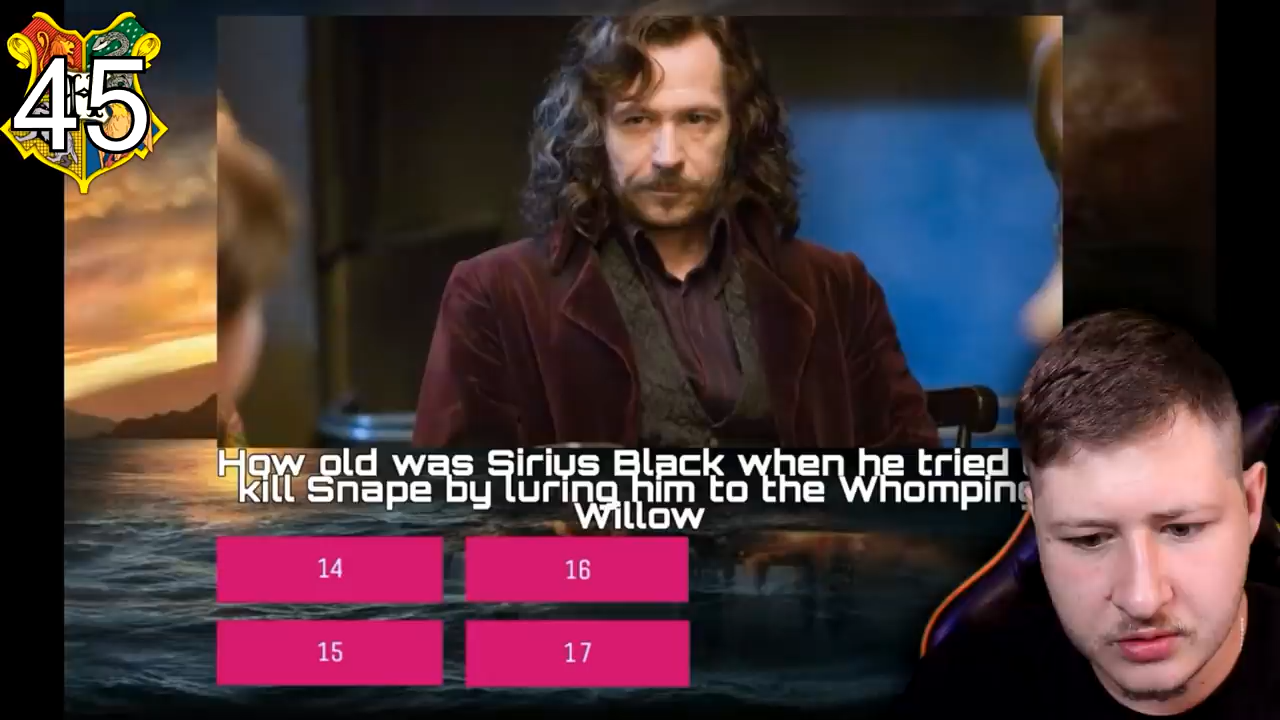 45
How old was Sirius Black when he tried
kill Snape by luring him to the Whomping
Willow
14
16
15
17